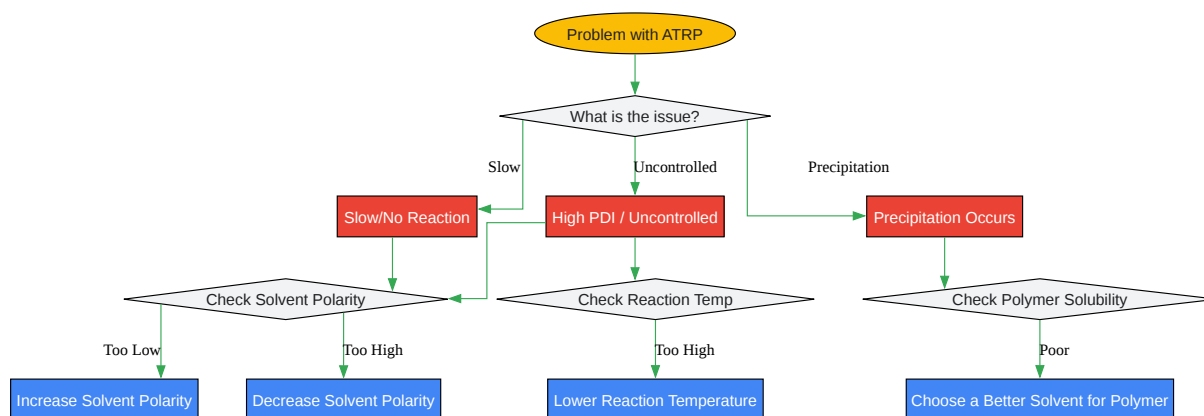 Problem with ATRP
What is the issue?
Slow
Uncontrolled
Precipitation
Slow/No Reaction
High PDI / Uncontrolled
Precipitation Occurs
Check Solvent Polarity
Check Reaction Temp
Check Polymer Solubility
Too Low
Too High
Too High
Poor
Increase Solvent Polarity
Decrease Solvent Polarity
Lower Reaction Temperature
Choose a Better Solvent for Polymer